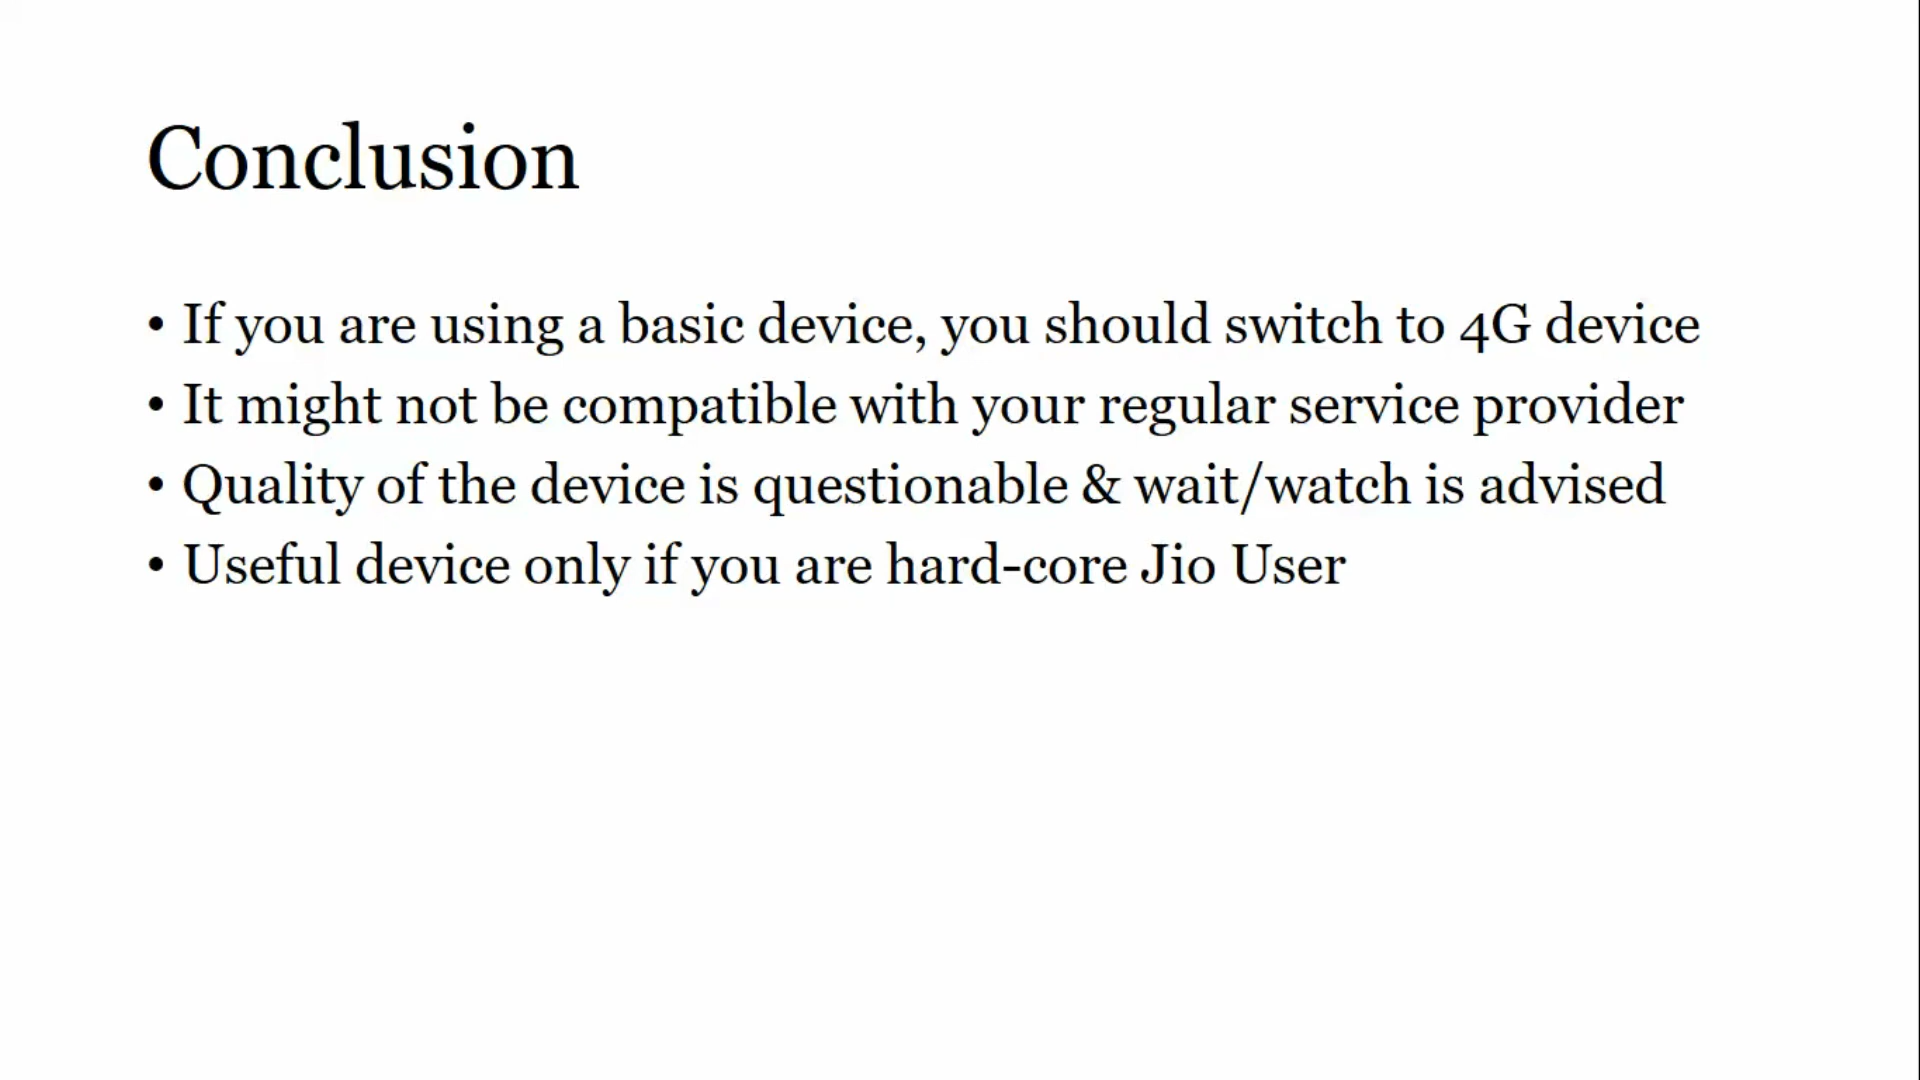 Conclusion
• If you are using a basic device, you should switch to 4G device
• It might not be compatible with your regular service provider
• Quality of the device is questionable & wait/watch is advised
• Useful device only if you are hard-core Jio User